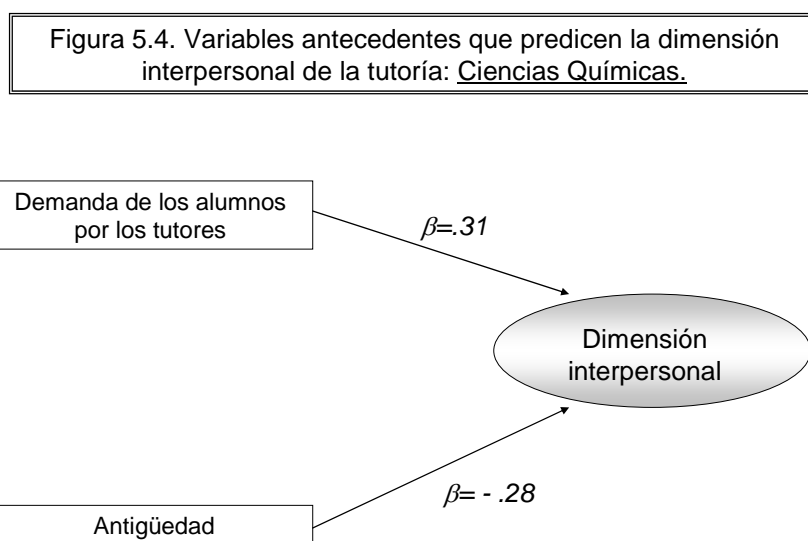 Figura 5.4. Variables antecedentes que predicen la dimensión
interpersonal de la tutoría: Ciencias Químicas.
Demanda de los alumnos
por los tutores
β=.31
Dimensión
interpersonal
β= - .28
Antigüedad